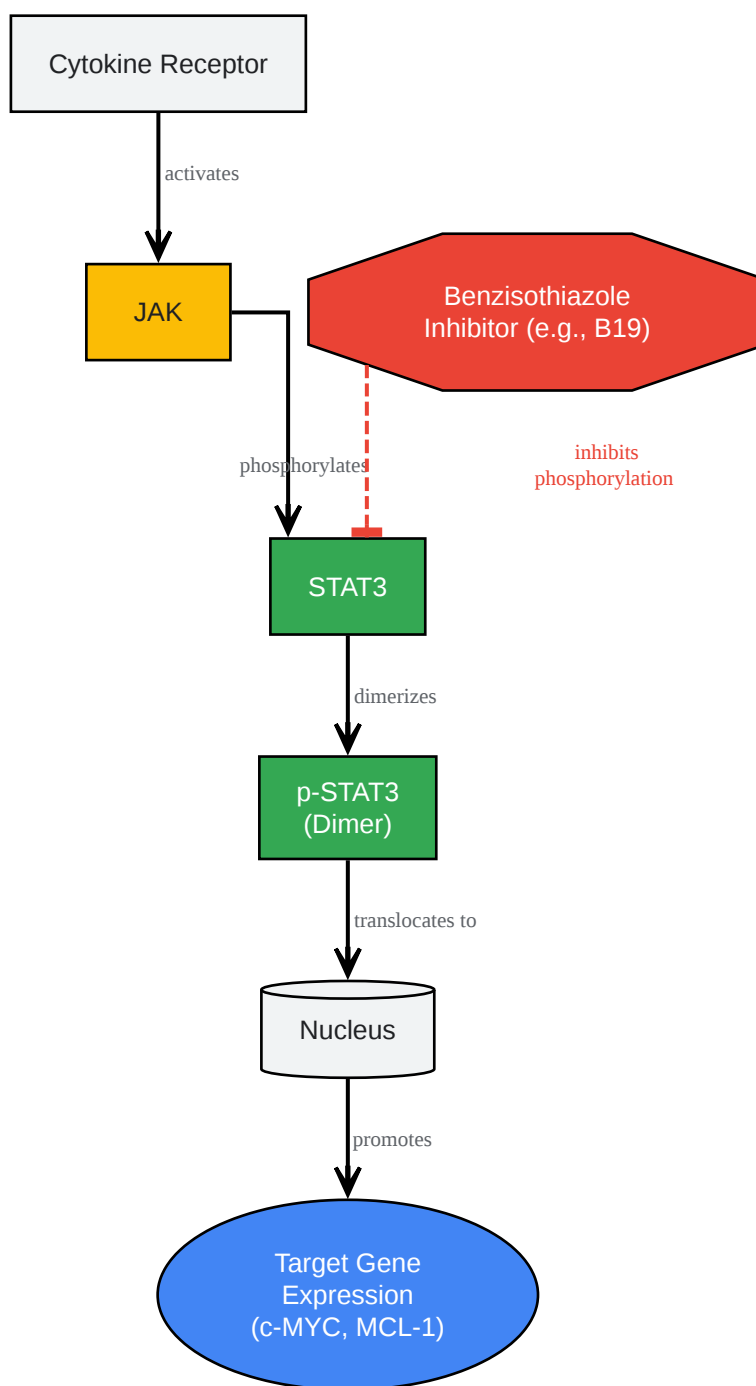 Cytokine Receptor
activates
JAK
Benzisothiazole
Inhibitor (e.g., B19)
phosphorylates
inhibits
phosphorylation
STAT3
dimerizes
p-STAT3
(Dimer)
translocates to
Nucleus
promotes
Target Gene
Expression
(c-MYC, MCL-1)